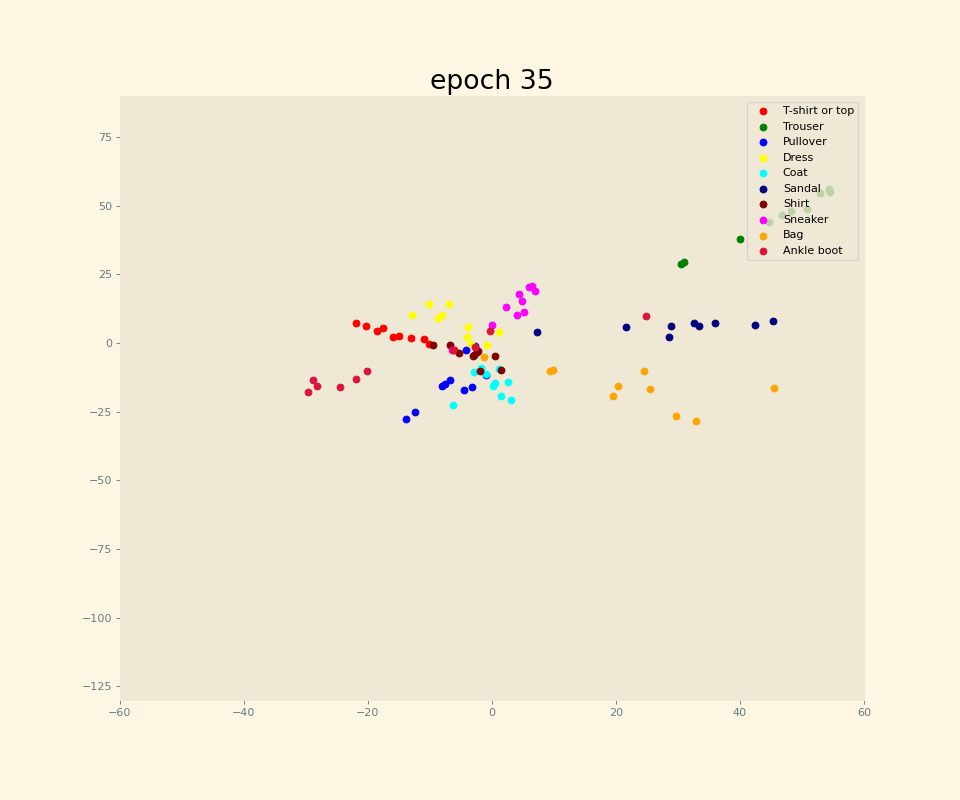 epoch 35
T-shirt or top
Trouser
Pullover
Dress
Coat
Sandal
Shirt
Sneaker
Bag
Ankle boot
75
50
25
0
−25
−50
−75
−100
−125
−60 −40 −20 0 20 40 60